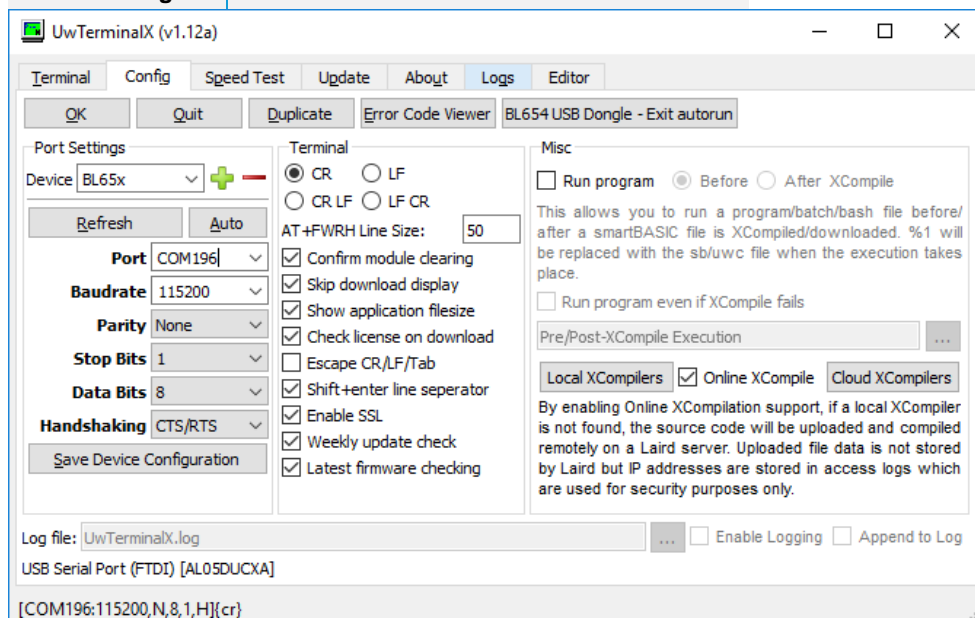 UwTerminalX (v1.12a)
Terminal Config Speed Test Update About Logs Editor
OK Quit Duplicate Error Code Viewer BL654 USB Dongle - Exit autorun
Port Settings
Device BL65x
Refresh Auto
Port COM196
Baudrate 115200
Parity None
Stop Bits 1
Data Bits 8
Handshaking CTS/RTS
Save Device Configuration
Terminal
CR LF
CR LF LF CR
AT+FWRH Line Size: 50
Confirm module clearing
Skip download display
Show application filesize
Check license on download
Escape CR/LF/Tab
Shift+enter line seperator
Enable SSL
Weekly update check
Latest firmware checking
Misc
Run program Before After XCompile
This allows you to run a program/batch/bash file before/
after a smartBASIC file is XCompiled/downloaded. %1 will
be replaced with the sb/uwc file when the execution takes
place.
Run program even if XCompile fails
Pre/Post-XCompile Execution ...
Local XCompilers Online XCompile Cloud XCompilers
By enabling Online XCompilation support, if a local XCompiler
is not found, the source code will be uploaded and compiled
remotely on a Laird server. Uploaded file data is not stored
by Laird but IP addresses are stored in access logs which
are used for security purposes only.
Log file: UwTerminalX.log ... Enable Logging Append to Log
USB Serial Port (FTDI) [AL05DUCXA]
[COM196:115200,N,8,1,H]{cr}